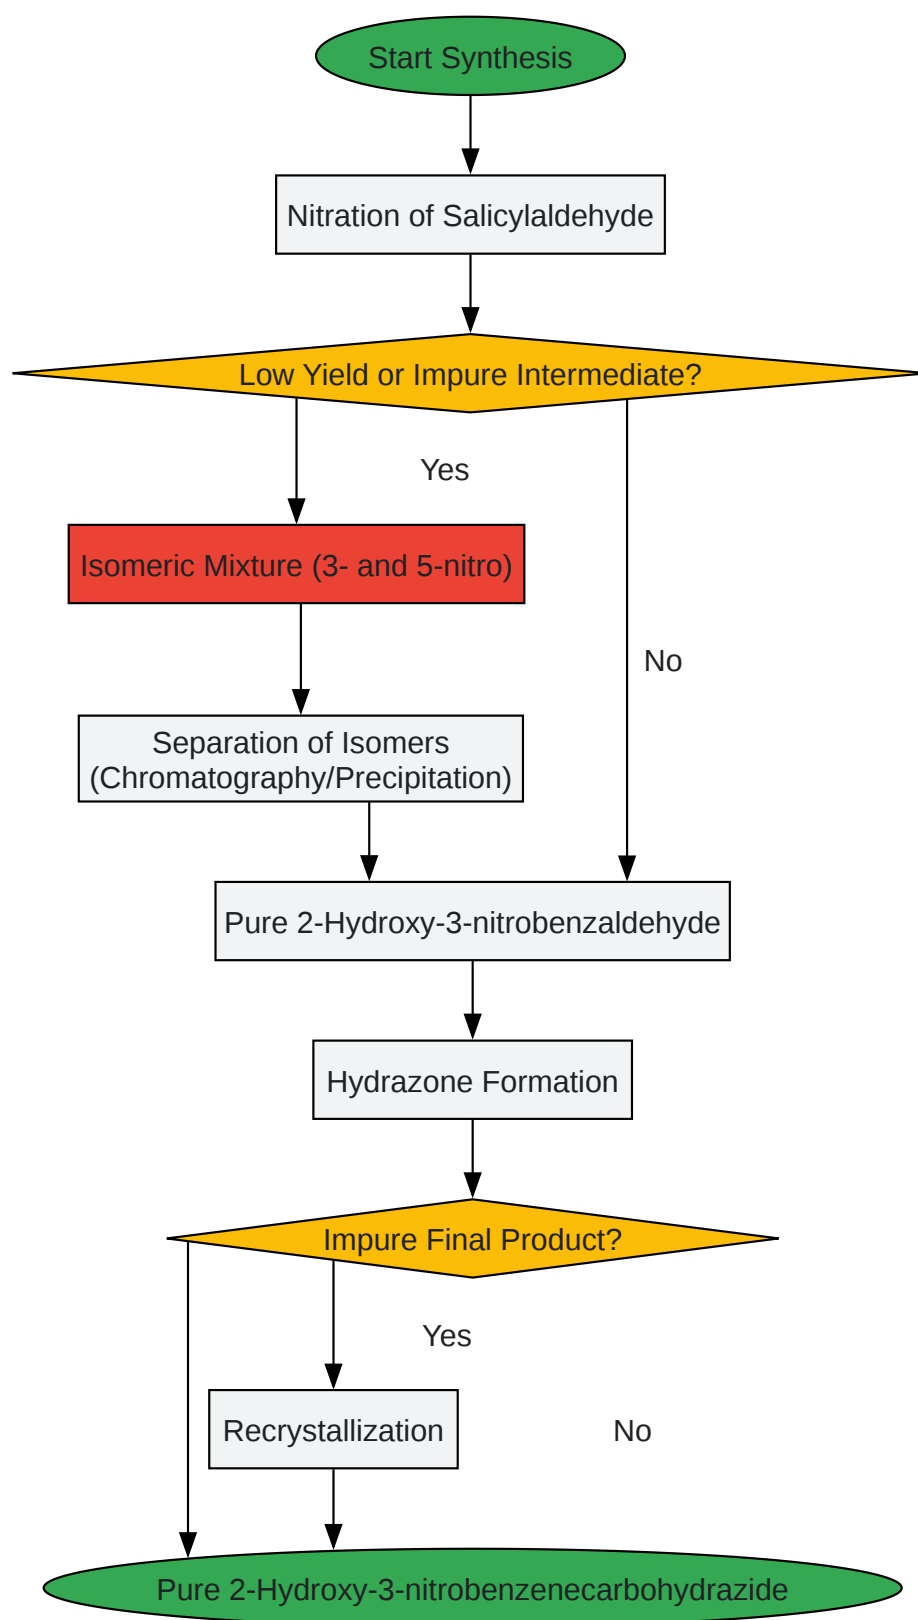 Start Synthesis
Nitration of Salicylaldehyde
Low Yield or Impure Intermediate?
Yes
Isomeric Mixture (3- and 5-nitro)
No
Separation of Isomers
(Chromatography/Precipitation)
Pure 2-Hydroxy-3-nitrobenzaldehyde
Hydrazone Formation
Impure Final Product?
Yes
Recrystallization
No
Pure 2-Hydroxy-3-nitrobenzenecarbohydrazide